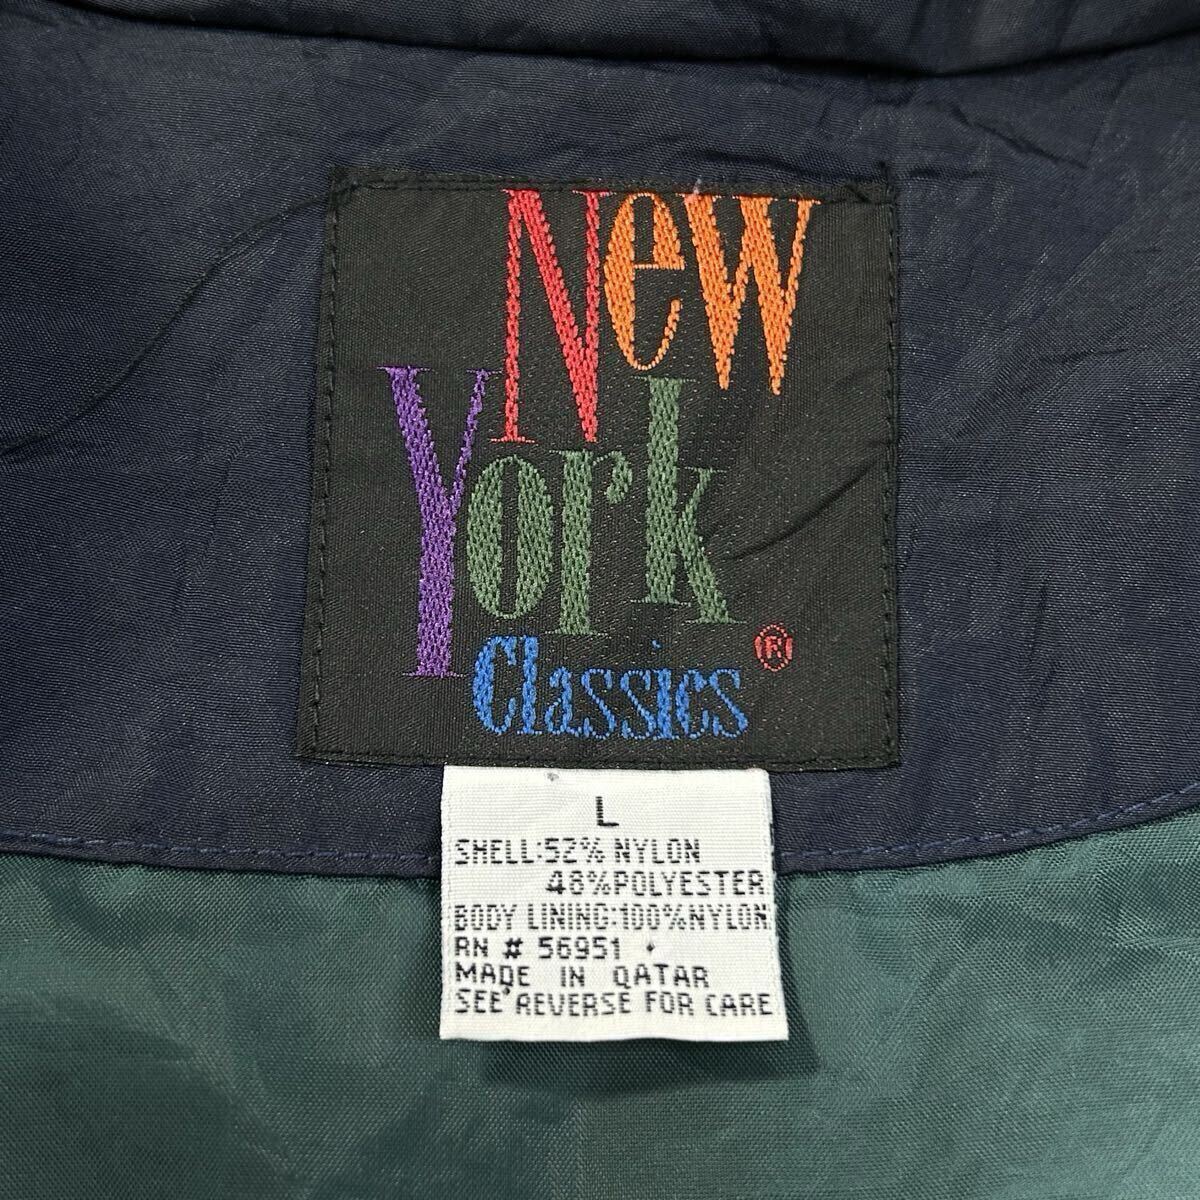 New
York
Classics ®
L
SHELL:52% NYLON
48%POLYESTER
BODY LINING:100%NYLON
RN # 56951
MADE IN QATAR
SEE REVERSE FOR CARE